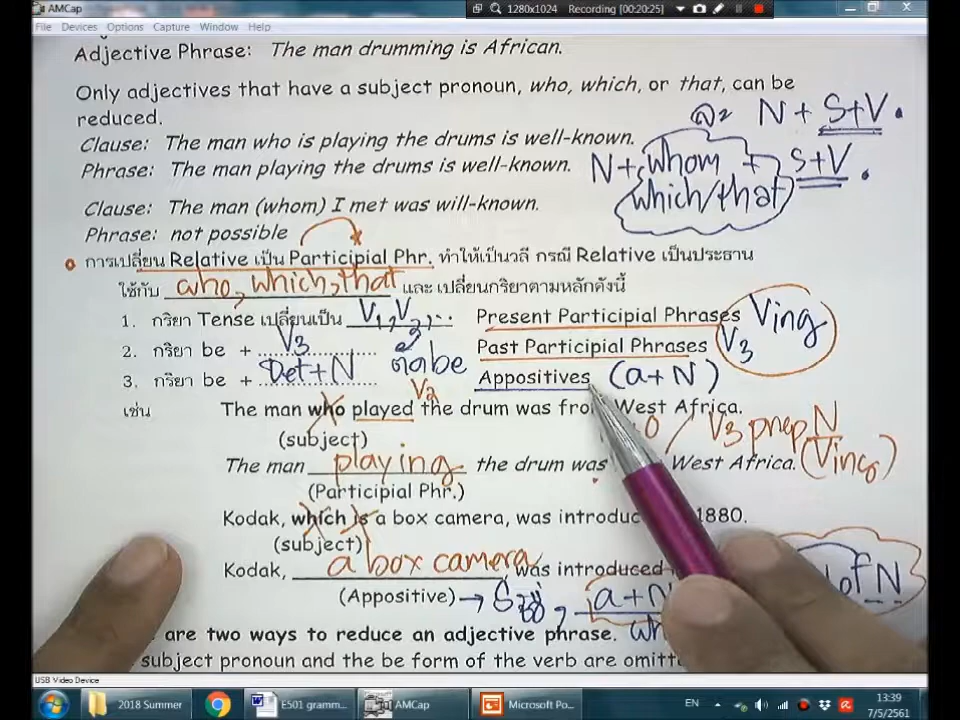 AMCap
1280x1024 Recording [00:20:25]
File Devices Options Capture Window Help
Adjective Phrase: The man drumming is African.
Only adjectives that have a subject pronoun, who, which, or that, can be
reduced.
N + S+V.
Clause: The man who is playing the drums is well-known.
Phrase: The man playing the drums is well-known.
N + whom + S+V.
which/that
Clause: The man (whom) I met was will-known.
Phrase: not possible
การเปลี่ยน Relative เป็น Participial Phr. ทำให้เป็นวลี กรณี Relative เป็นประธาน
ใช้กับ who, which, that และ เปลี่ยนกริยาตามหลักดังนี้
1. กริยา Tense เปลี่ยนเป็น V1, V2, ... Present Participial Phrases Ving
2. กริยา be + V3 Past Participial Phrases V3
3. กริยา be + Det+N Appositives (a+N)
V2
เช่น The man who played the drum was from West Africa.
(subject) V3 prep N
The man playing the drum was West Africa. (Ving)
(Participial Phr.)
Kodak, which is a box camera, was introduc 1880.
(subject)
Kodak, a box camera, was introduced
of N
(Appositive) → S a+N
are two ways to reduce an adjective phrase.
subject pronoun and the be form of the verb are omitt
USB Video Device
2018 Summer E501 gramm... AMCap Microsoft Po... EN 13:39
7/5/2561